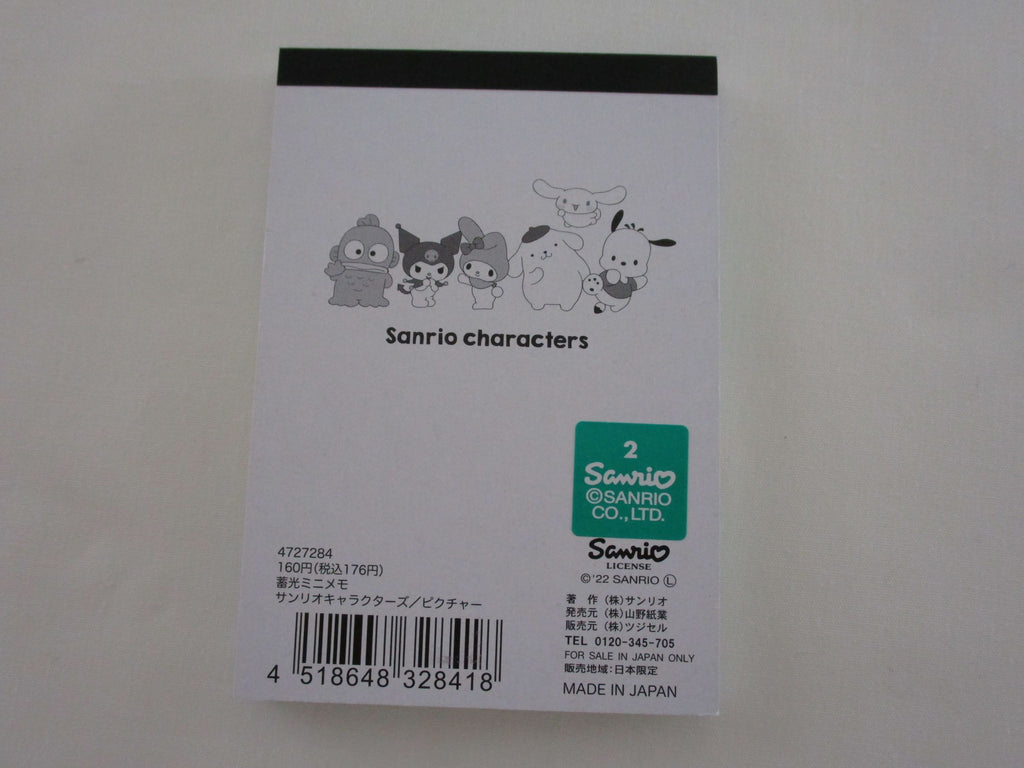 Sanrio characters
2
Sanrio
©SANRIO
CO., LTD.
Sanrio
LICENSE
©'22 SANRIO Ⓛ
4727284
160円(税込176円)
蓄光ミニメモ
サンリオキャラクターズ/ピクチャー
4 518648 328418
著 作 (株)サンリオ
発売元 (株)山野紙業
販売元 (株)ツジセル
TEL 0120-345-705
FOR SALE IN JAPAN ONLY
販売地域:日本限定
MADE IN JAPAN